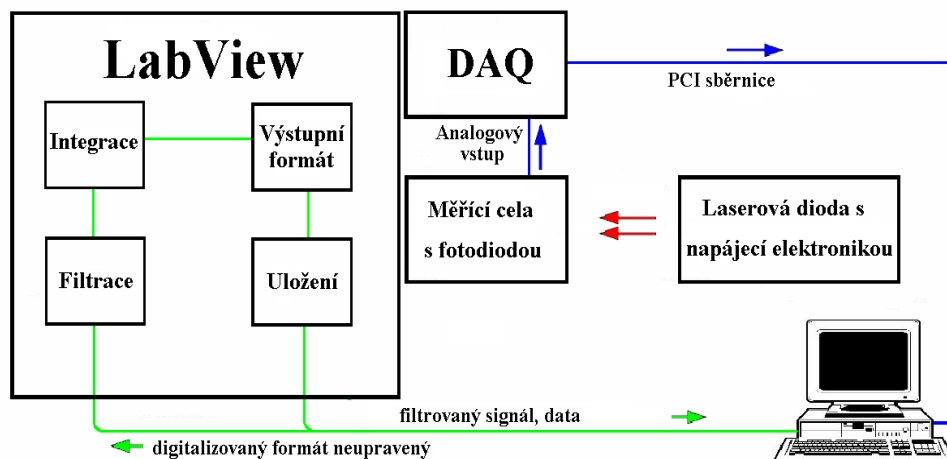 LabView
Integrace
Výstupní
formát
Filtrace
Uložení
DAQ
PCI sběrnice
Analogový
vstup
Měřící cela
s fotodiodou
Laserová dioda s
napájecí elektronikou
filtrovaný signál, data
digitalizovaný formát neupravený